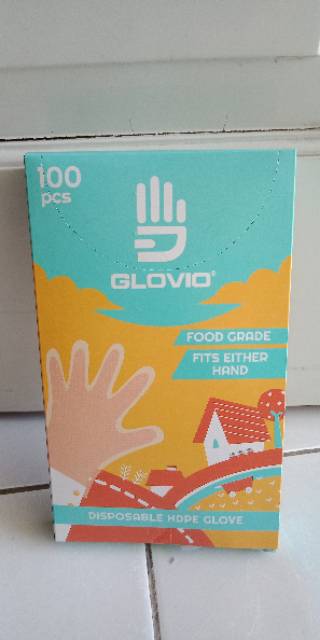 100
pcs
GLOVIO®
FOOD GRADE
FITS EITHER
HAND
DISPOSABLE HDPE GLOVE